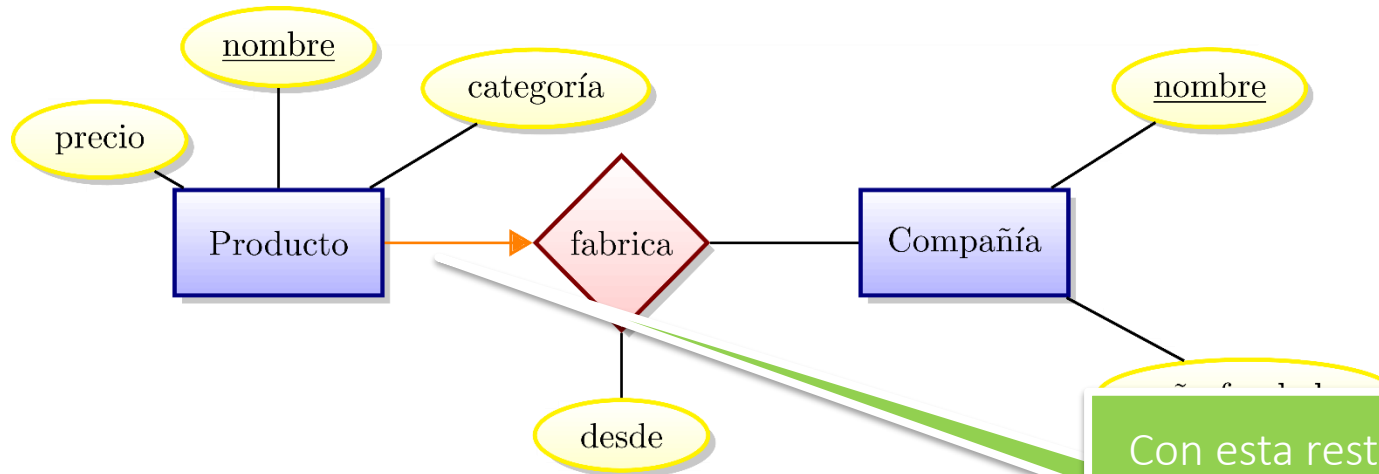 nombre
categoría
nombre
precio
Producto
fabrica
Compañía
desde
Con esta rest